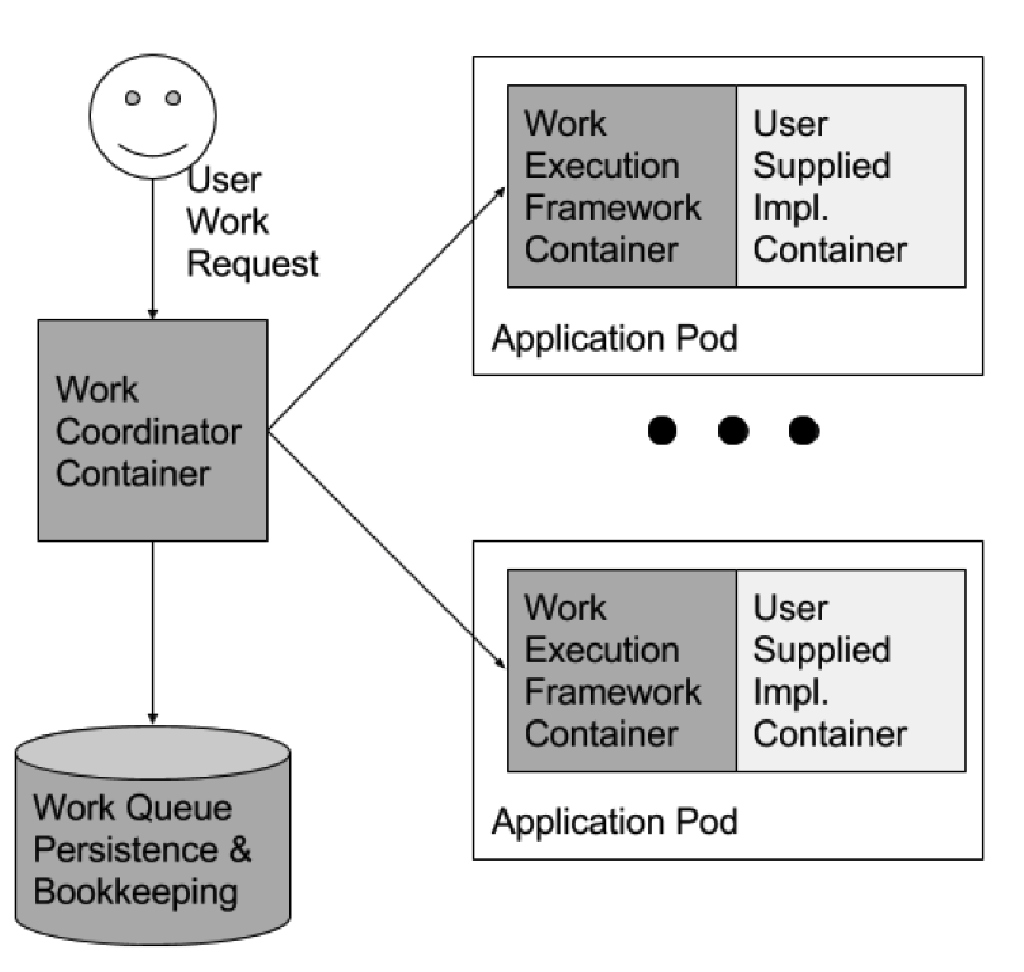 User
Work
Request
Work
Coordinator
Container
Work Queue
Persistence &
Bookkeeping
Work
Execution
Framework
Container
User
Supplied
Impl.
Container
Application Pod
Work
Execution
Framework
Container
User
Supplied
Impl.
Container
Application Pod